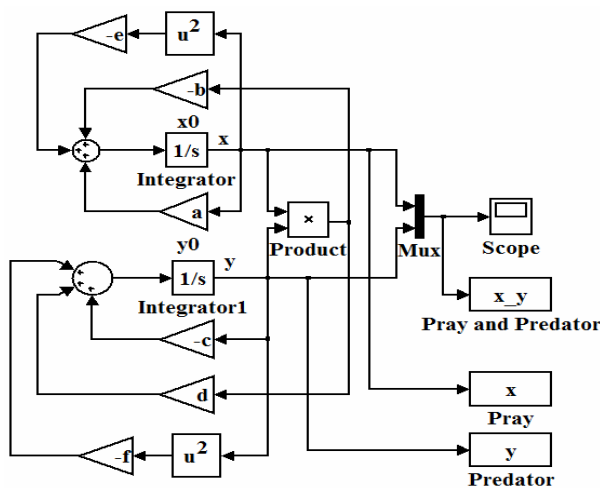 -e
u²
-b
x0
x
1/s
Integrator
a
×
Product
Mux
Scope
y0
y
1/s
Integrator1
x_y
Pray and Predator
-c
d
x
Pray
-f
u²
y
Predator